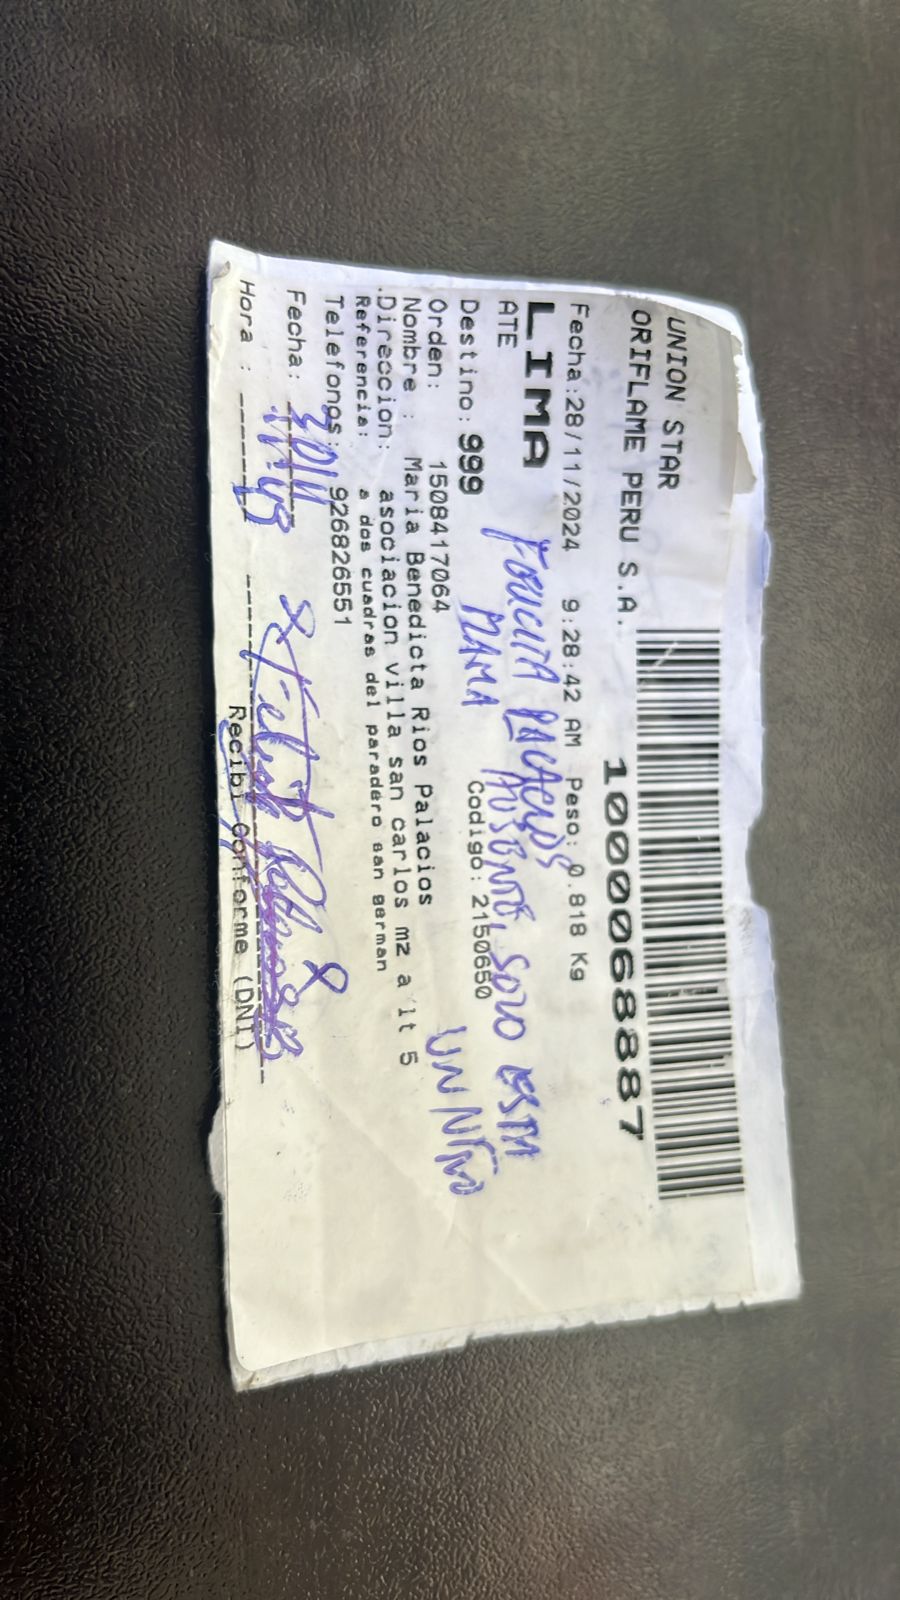 UNION STAR
ORIFLAME PERU S.A.
1000068887
Fecha:28/11/2024 9:28:42 AM Peso: 0.818 Kg
LIMA
ATE
PALACIOS
AUSENTE, SOLO ESTA
Destino: 999 MAMA Codigo: 2150650
UN NIÑO
Orden: 1508417064
Nombre : Maria Benedicta Rios Palacios
.Direccion: asociacion villa san carlos mz a lt 5
Referencia: a dos cuadras del paradero san german
Telefonos: 926826551
Fecha: 30/11
Hora :
Recibi Conforme (DNI)